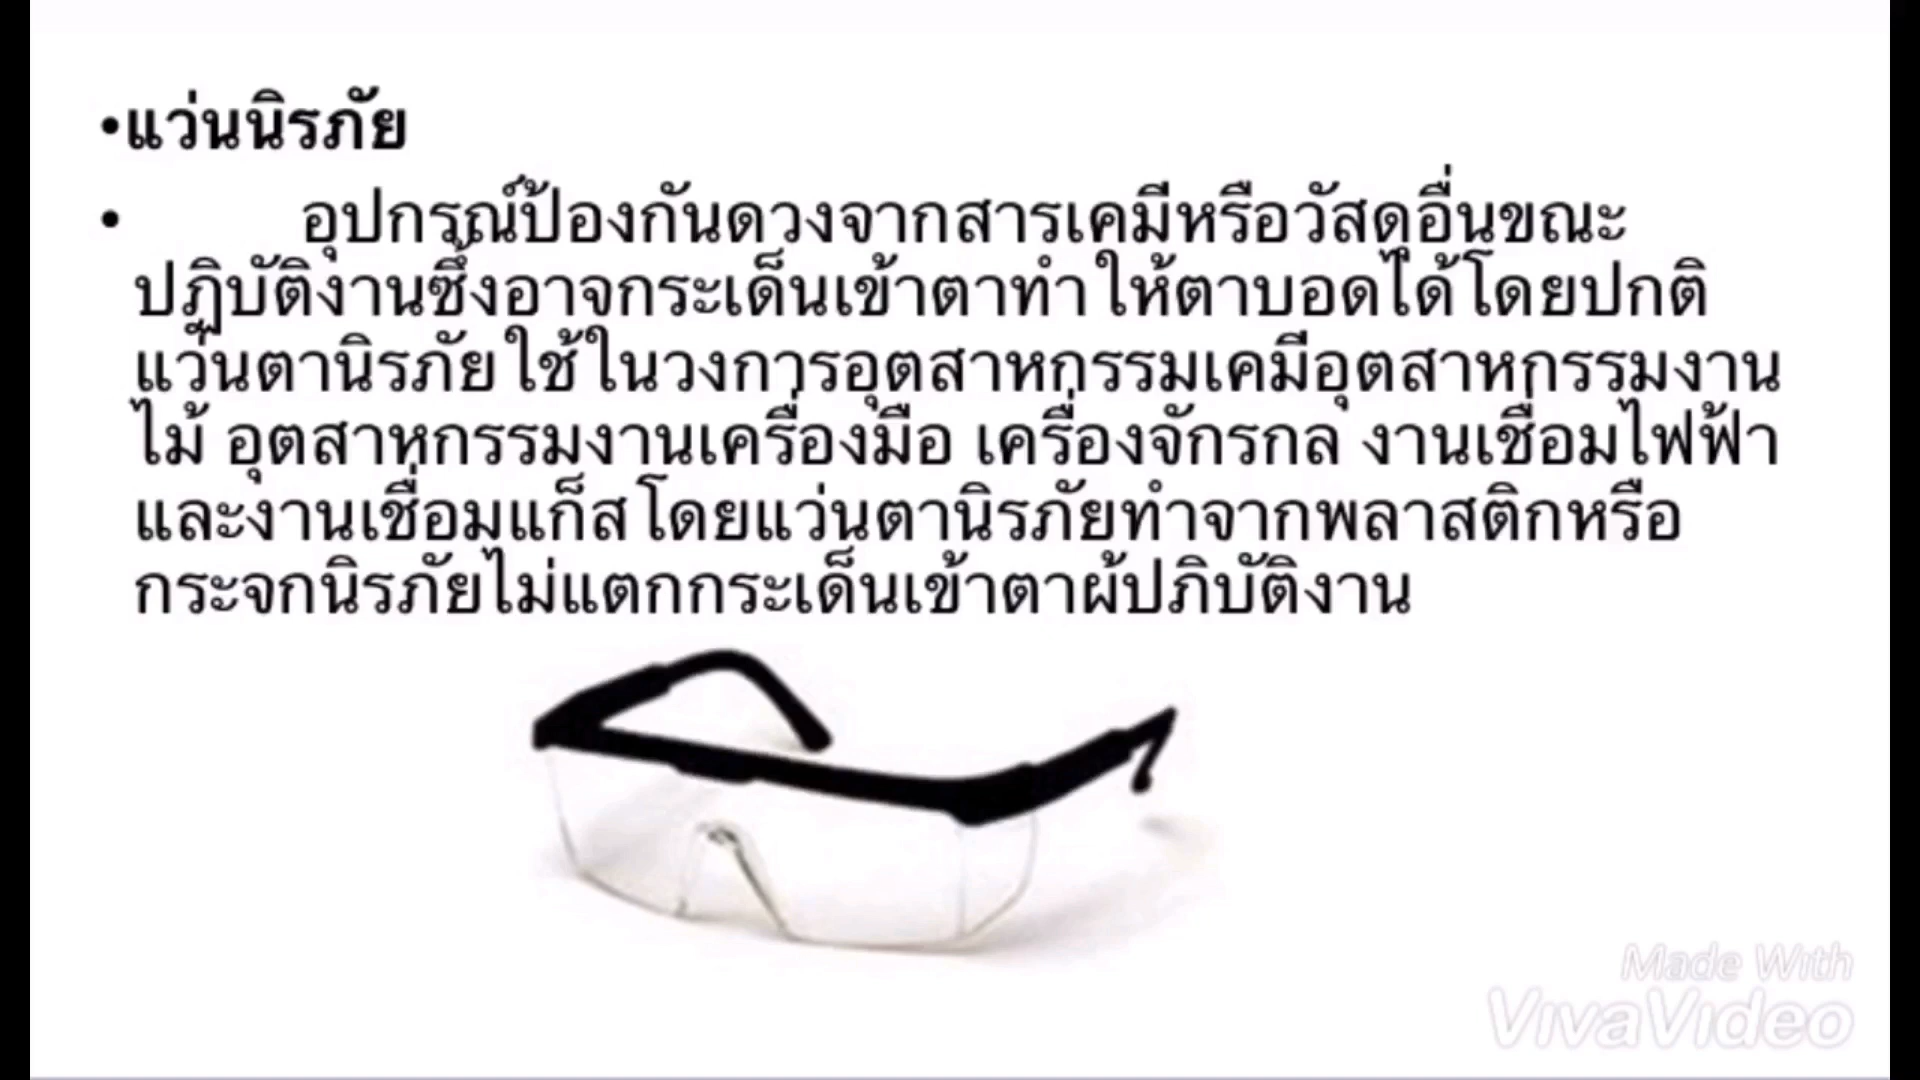 •แว่นนิรภัย
• อุปกรณ์ป้องกันดวงจากสารเคมีหรือวัสดุอื่นขณะ
ปฏิบัติงานซึ่งอาจกระเด็นเข้าตาทำให้ตาบอดได้โดยปกติ
แว่นตานิรภัยใช้ในวงการอุตสาหกรรมเคมีอุตสาหกรรมงาน
ไม้ อุตสาหกรรมงานเครื่องมือ เครื่องจักรกล งานเชื่อมไฟฟ้า
และงานเชื่อมแก็สโดยแว่นตานิรภัยทำจากพลาสติกหรือ
กระจกนิรภัยไม่แตกกระเด็นเข้าตาผู้ปภิบัติงาน
Made With
VivaVideo